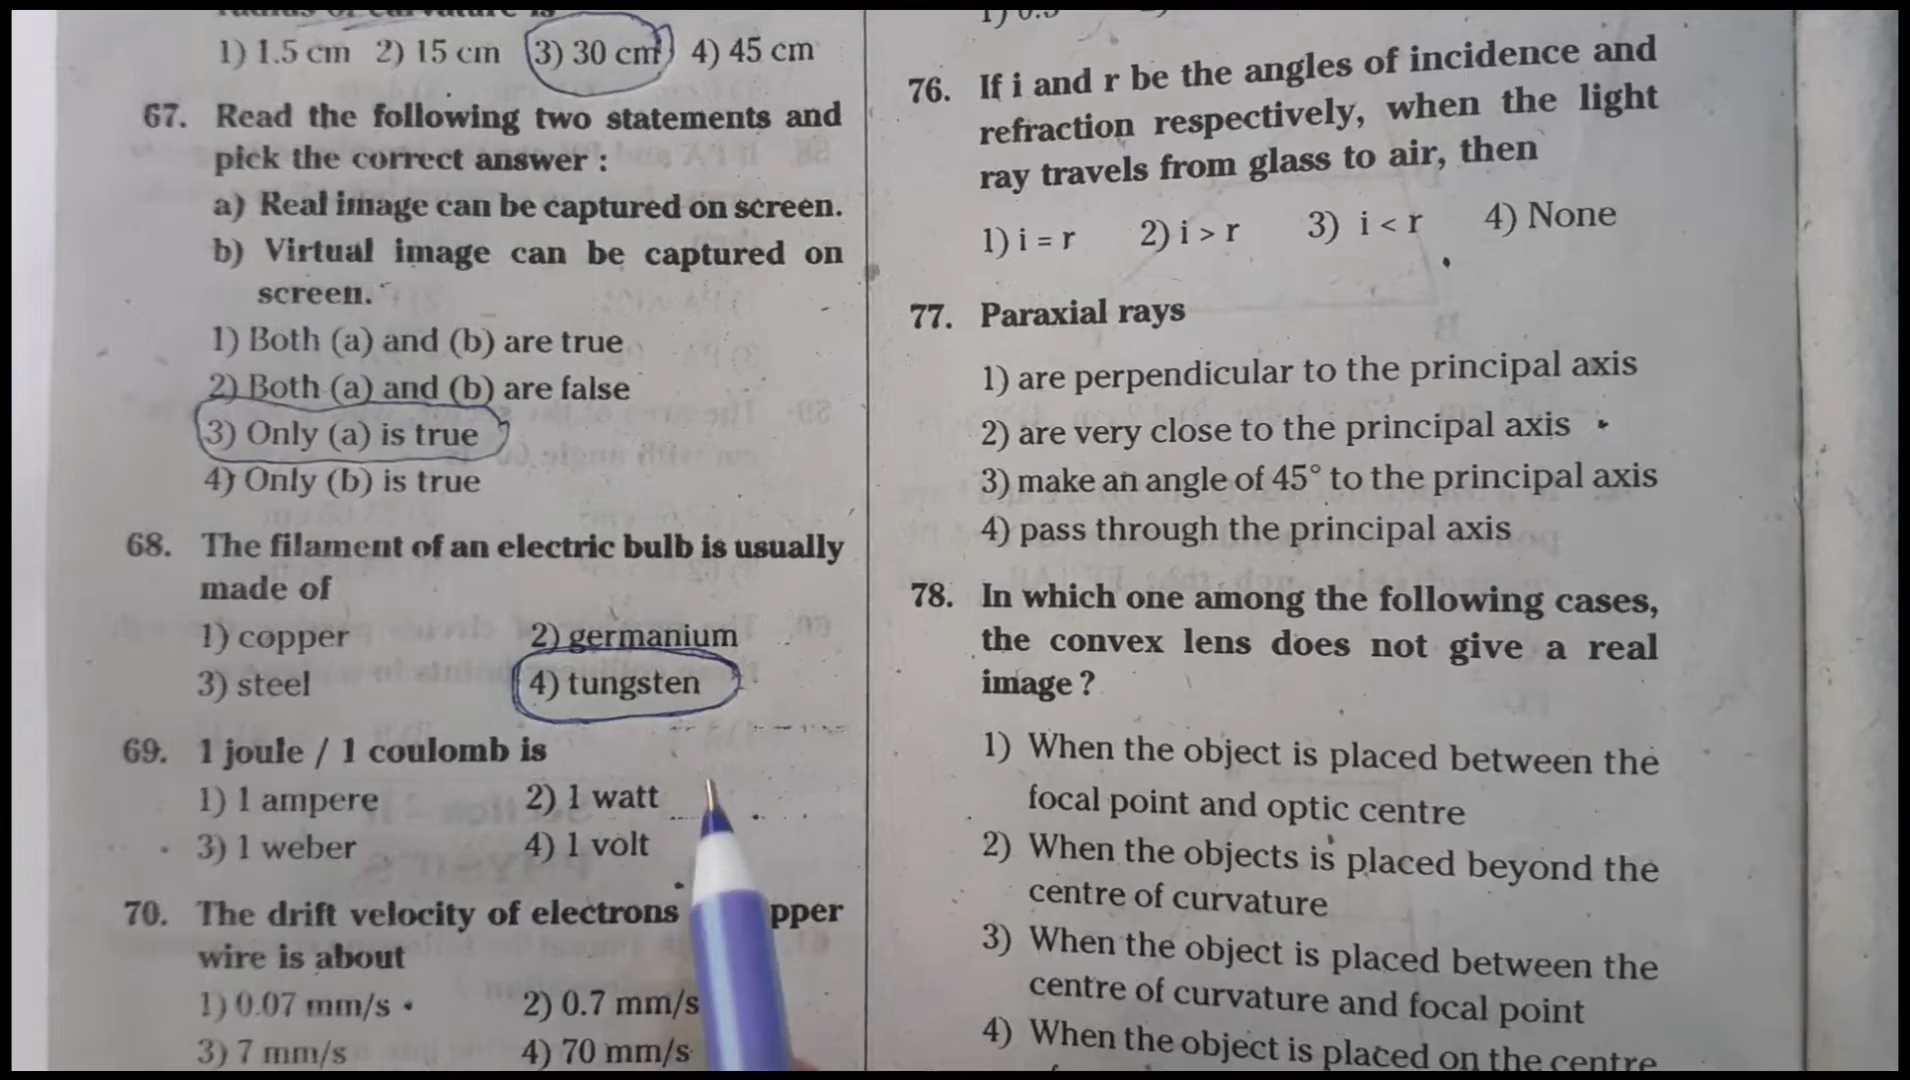 radius of curvature is
1) 1.5 cm 2) 15 cm 3) 30 cm 4) 45 cm
67. Read the following two statements and
pick the correct answer :
a) Real image can be captured on screen.
b) Virtual image can be captured on
screen.
1) Both (a) and (b) are true
2) Both (a) and (b) are false
3) Only (a) is true
4) Only (b) is true
68. The filament of an electric bulb is usually
made of
1) copper 2) germanium
3) steel 4) tungsten
69. 1 joule / 1 coulomb is
1) 1 ampere 2) 1 watt
3) 1 weber 4) 1 volt
70. The drift velocity of electrons pper
wire is about
1) 0.07 mm/s 2) 0.7 mm/s
3) 7 mm/s 4) 70 mm/s
76. If i and r be the angles of incidence and
refraction respectively, when the light
ray travels from glass to air, then
1) i = r 2) i > r 3) i < r 4) None
77. Paraxial rays
1) are perpendicular to the principal axis
2) are very close to the principal axis
3) make an angle of 45° to the principal axis
4) pass through the principal axis
78. In which one among the following cases,
the convex lens does not give a real
image ?
1) When the object is placed between the
focal point and optic centre
2) When the objects is placed beyond the
centre of curvature
3) When the object is placed between the
centre of curvature and focal point
4) When the object is placed on the centre